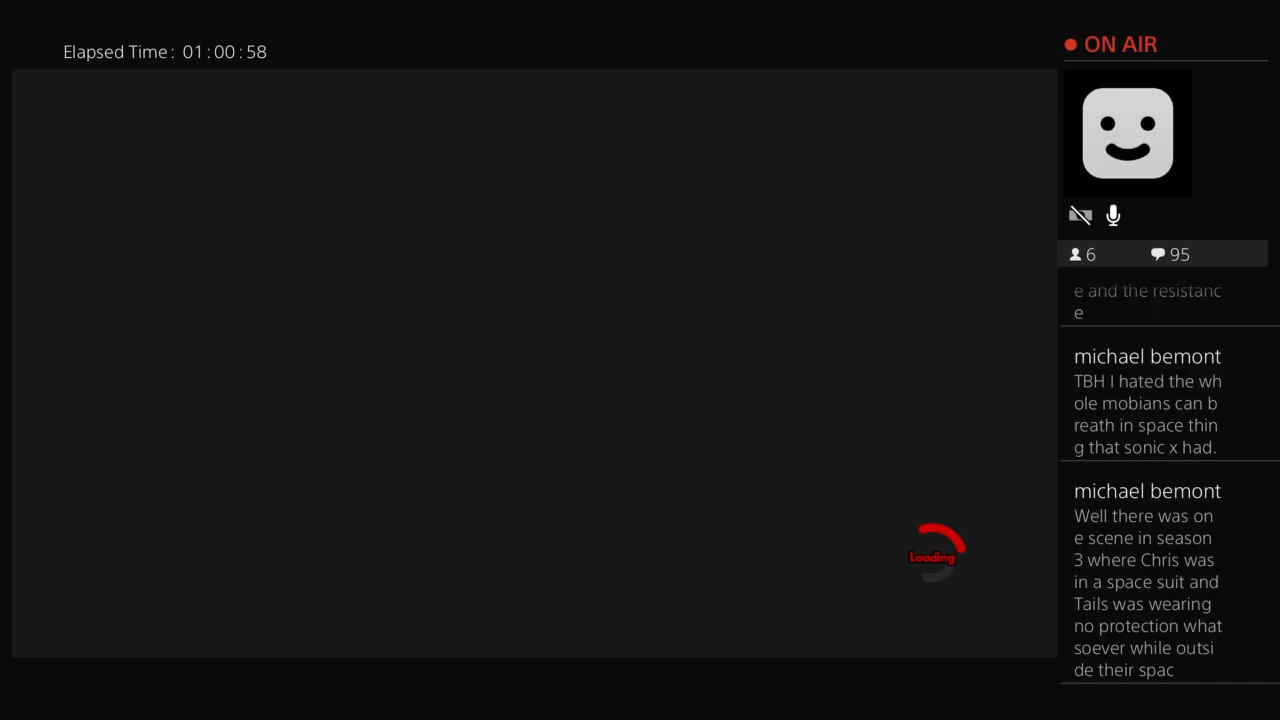 Elapsed Time: 01:00:58
ON AIR
6 95
e and the resistanc
e
michael bemont
TBH I hated the wh
ole mobians can b
reath in space thin
g that sonic x had.
michael bemont
Well there was on
e scene in season
3 where Chris was
in a space suit and
Tails was wearing
no protection what
soever while outsi
de their spac
Loading